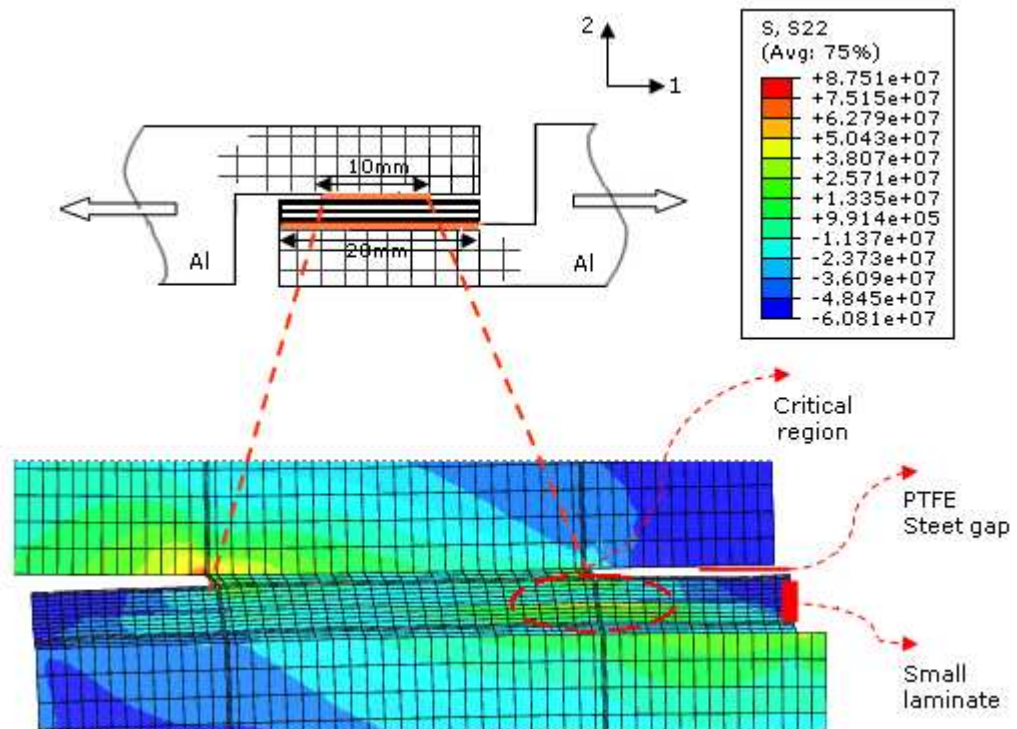 2
1
S, S22
(Avg: 75%)
+8.751e+07
+7.515e+07
+6.279e+07
+5.043e+07
+3.807e+07
+2.571e+07
+1.335e+07
+9.914e+05
-1.137e+07
-2.373e+07
-3.609e+07
-4.845e+07
-6.081e+07
10mm
20mm
Al
Al
Critical
region
PTFE
Steet gap
Small
laminate